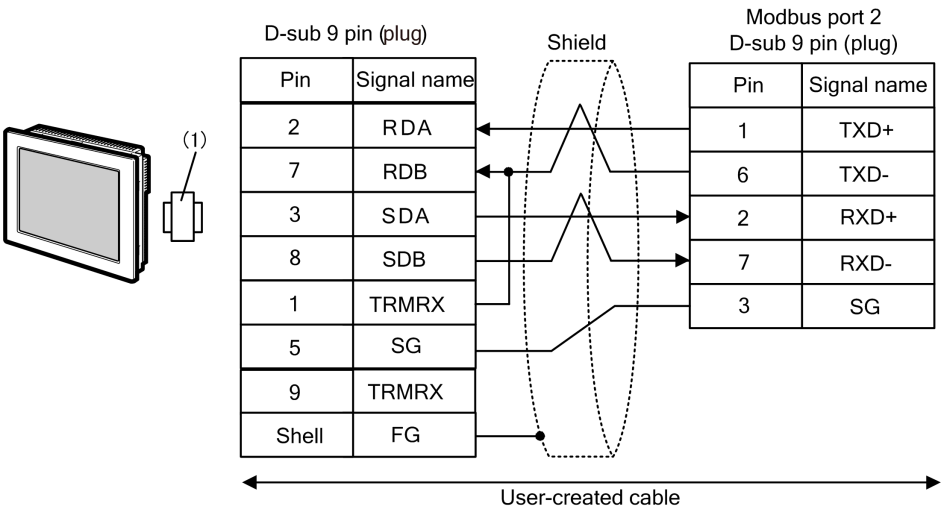 D-sub 9 pin (plug)
Shield
Modbus port 2
D-sub 9 pin (plug)
(1)
Pin Signal name
2 RDA
7 RDB
3 SDA
8 SDB
1 TRMRX
5 SG
9 TRMRX
Shell FG
Pin Signal name
1 TXD+
6 TXD-
2 RXD+
7 RXD-
3 SG
User-created cable